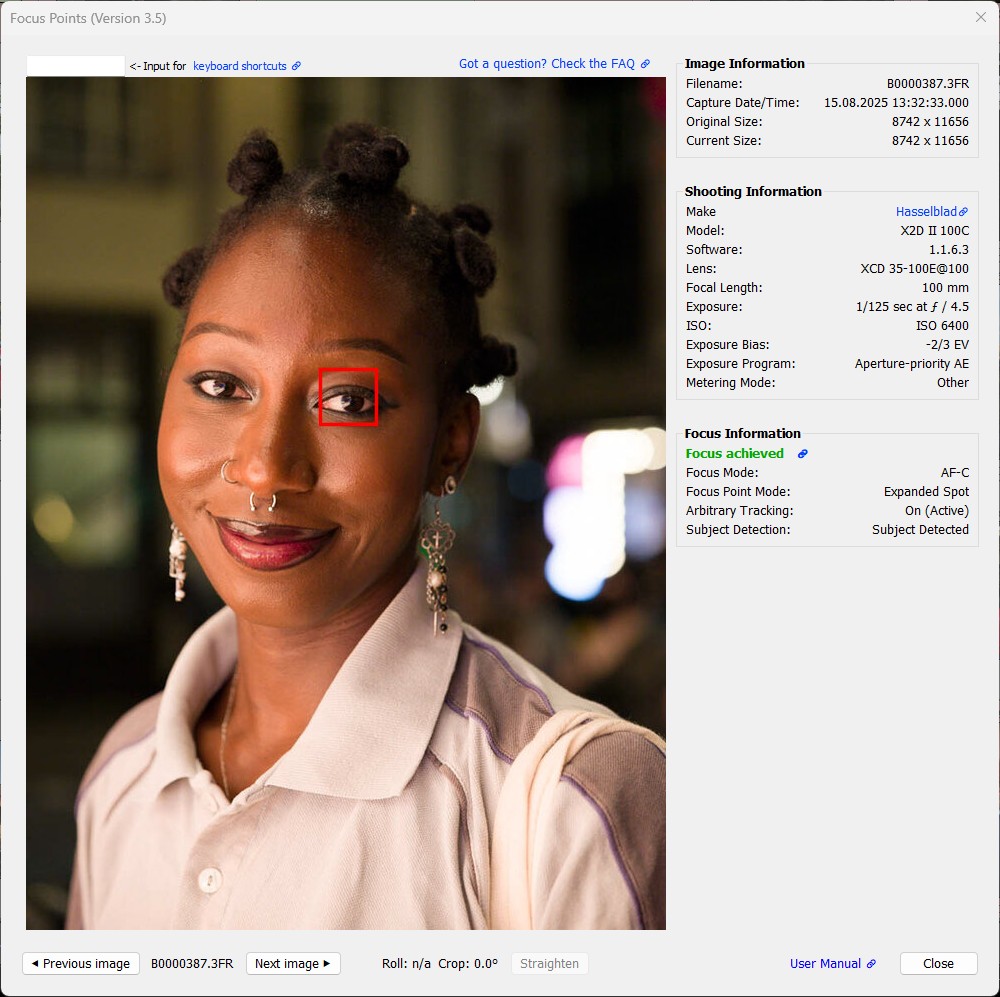 Focus Points (Version 3.5)
<- Input for keyboard shortcuts
Got a question? Check the FAQ
Image Information
Filename: B0000387.3FR
Capture Date/Time: 15.08.2025 13:32:33.000
Original Size: 8742 x 11656
Current Size: 8742 x 11656
Shooting Information
Make Hasselblad
Model: X2D II 100C
Software: 1.1.6.3
Lens: XCD 35-100E@100
Focal Length: 100 mm
Exposure: 1/125 sec at ƒ / 4.5
ISO: ISO 6400
Exposure Bias: -2/3 EV
Exposure Program: Aperture-priority AE
Metering Mode: Other
Focus Information
Focus achieved
Focus Mode: AF-C
Focus Point Mode: Expanded Spot
Arbitrary Tracking: On (Active)
Subject Detection: Subject Detected
Previous image B0000387.3FR Next image Roll: n/a Crop: 0.0° Straighten User Manual Close